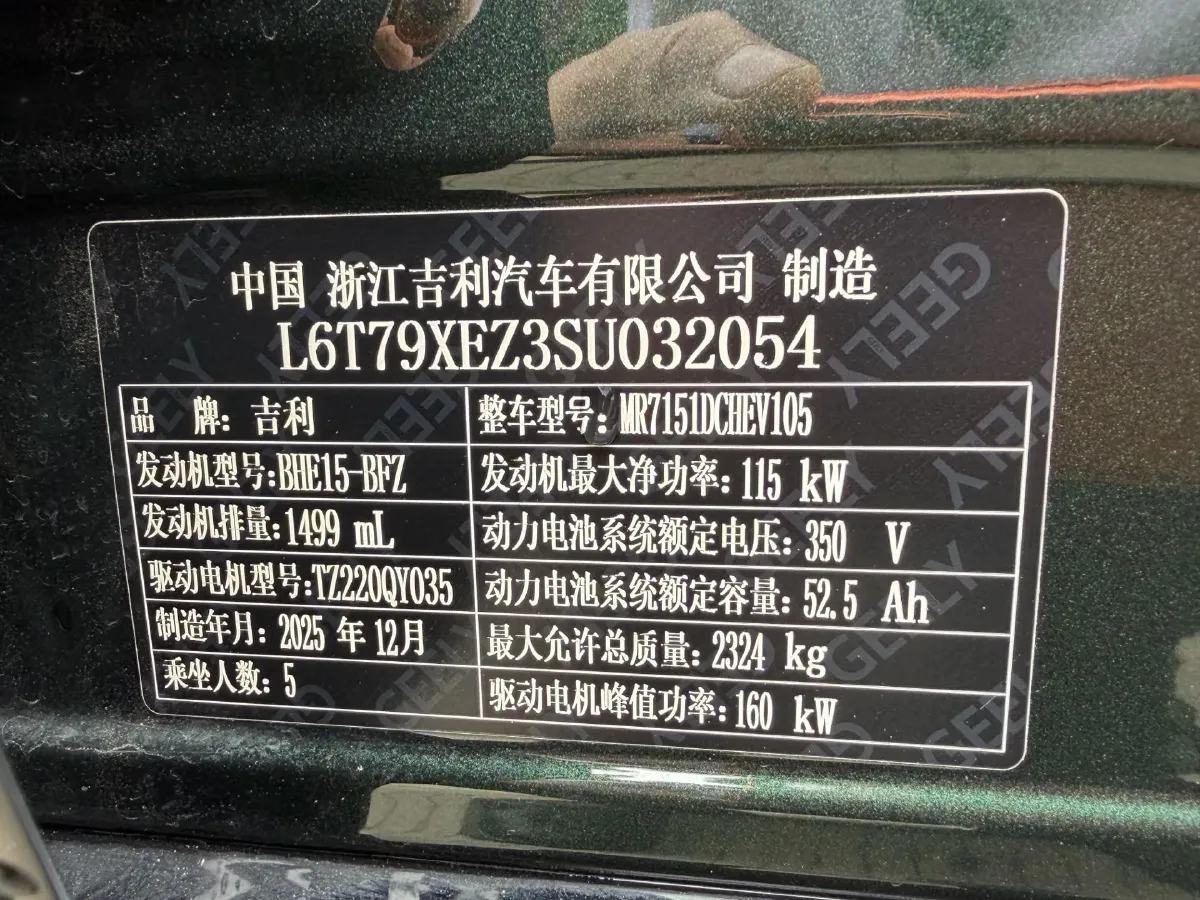 中国 浙江吉利汽车有限公司 制造
L6T79XEZ3SU032054
品 牌: 吉利 整车型号: MR7151DCHEV105
发动机型号: BHE15-BFZ 发动机最大净功率: 115 kW
发动机排量: 1499 mL 动力电池系统额定电压: 350 V
驱动电机型号: TZ220QY035 动力电池系统额定容量: 52.5 Ah
制造年月: 2025 年 12月 最大允许总质量: 2324 kg
乘坐人数: 5 驱动电机峰值功率: 160 kW
GEELY